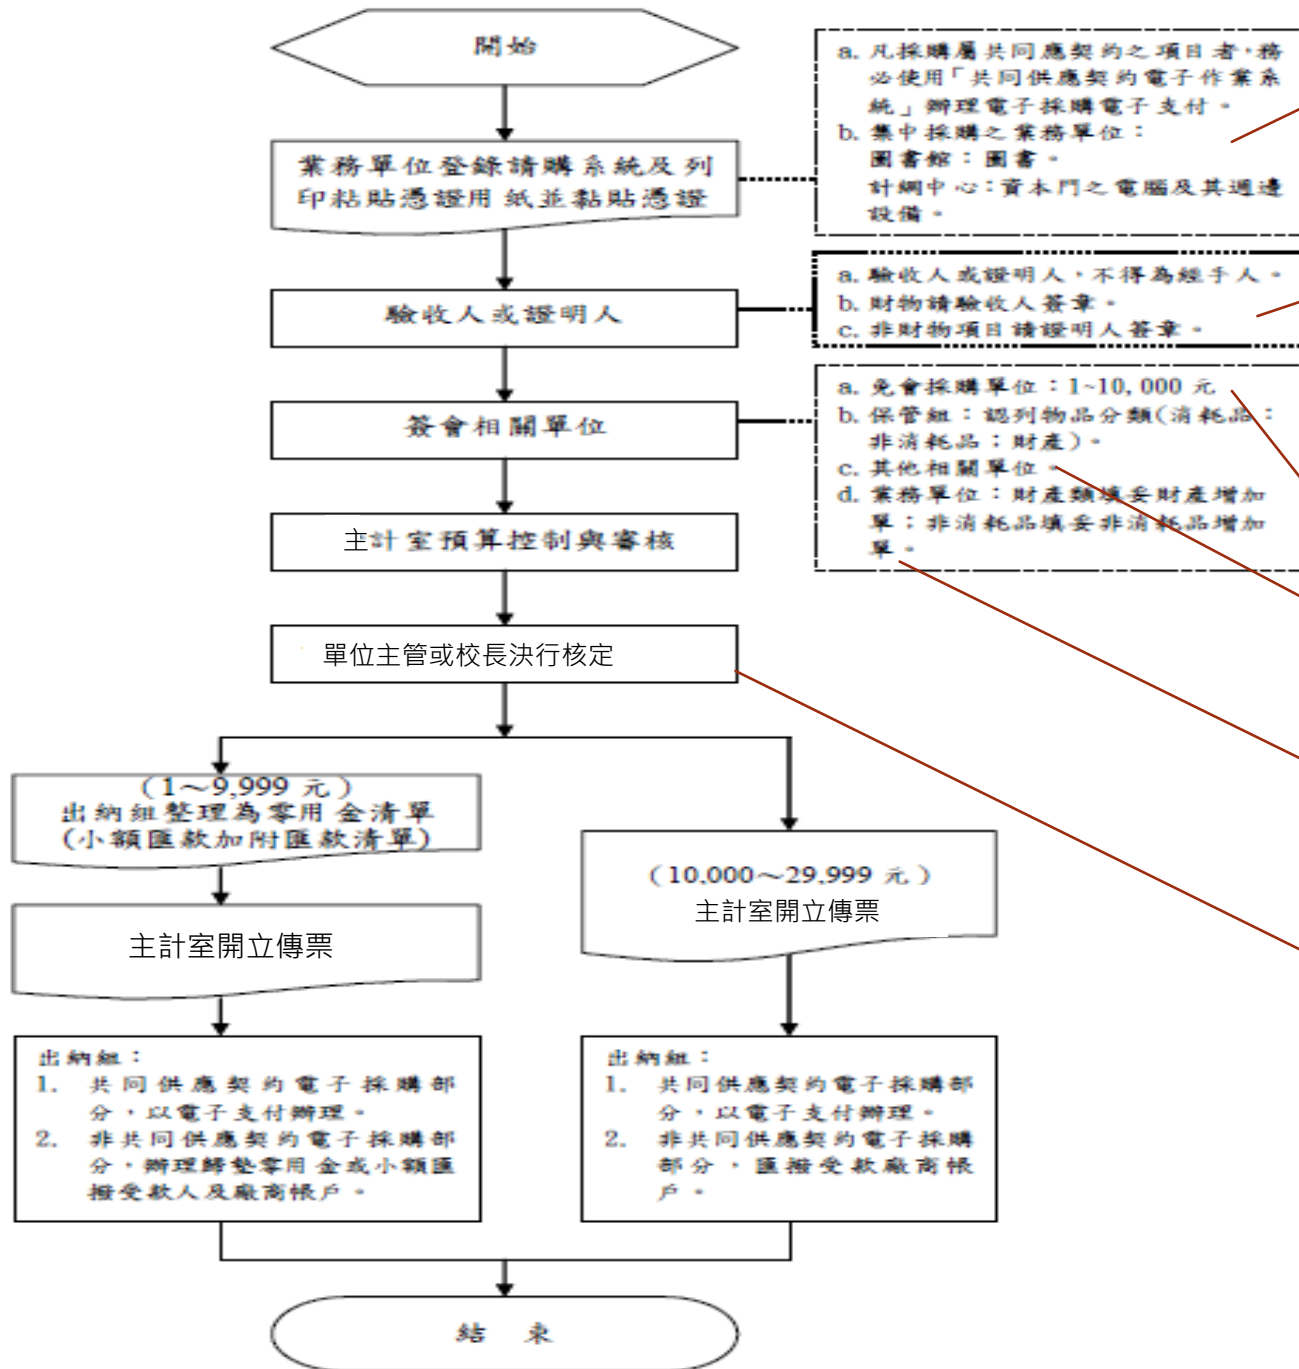 開始
業務單位登錄請購系統及列
印粘貼憑證用紙並黏貼憑證
a. 凡採購屬共同應契約之項目者,務
必使用「共同供應契約電子作業系
統」辦理電子採購電子支付。
b. 集中採購之業務單位:
圖書館:圖書。
計網中心:資本門之電腦及其週邊
設備。
驗收人或證明人
a. 驗收人或證明人,不得為經手人。
b. 財物請驗收人簽章。
c. 非財物項目請證明人簽章。
簽會相關單位
a. 免會採購單位:1~10,000 元
b. 保管組:認列物品分類(消耗品;
非消耗品;財產)。
c. 其他相關單位。
d. 業務單位:財產類填妥財產增加
單;非消耗品填妥非消耗品增加
單。
主計室預算控制與審核
單位主管或校長決行核定
(1~9,999 元)
出納組整理為零用金清單
(小額匯款加附匯款清單)
主計室開立傳票
出納組:
1. 共同供應契約電子採購部
分,以電子支付辦理。
2. 非共同供應契約電子採購部
分,辦理歸墊零用金或小額匯
撥受款人及廠商帳戶。
(10,000~29,999 元)
主計室開立傳票
出納組:
1. 共同供應契約電子採購部
分,以電子支付辦理。
2. 非共同供應契約電子採購
部分,匯撥受款廠商帳
戶。
結 束